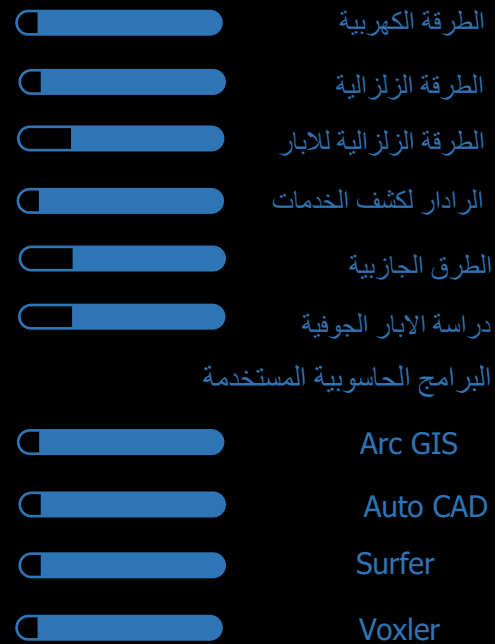 الطرقة الكهربية
الطرقة الزلزالية
الطرقة الزلزالية للابار
الرادار لكشف الخدمات
الطرق الجازبية
دراسة الابار الجوفية
البرامج الحاسوبية المستخدمة
Arc GIS
Auto CAD
Surfer
Voxler